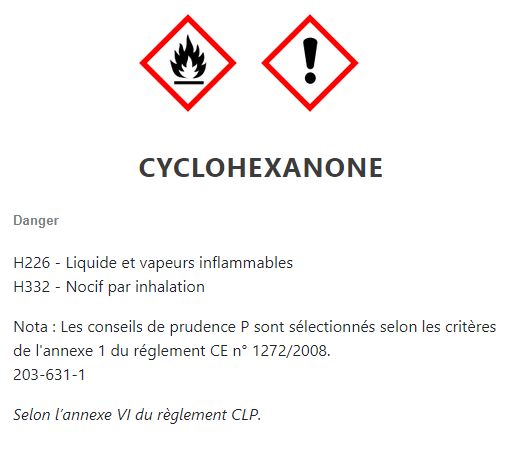 CYCLOHEXANONE
Danger
H226 - Liquide et vapeurs inflammables
H332 - Nocif par inhalation
Nota : Les conseils de prudence P sont sélectionnés selon les critères
de l'annexe 1 du réglement CE n° 1272/2008.
203-631-1
Selon l’annexe VI du règlement CLP.